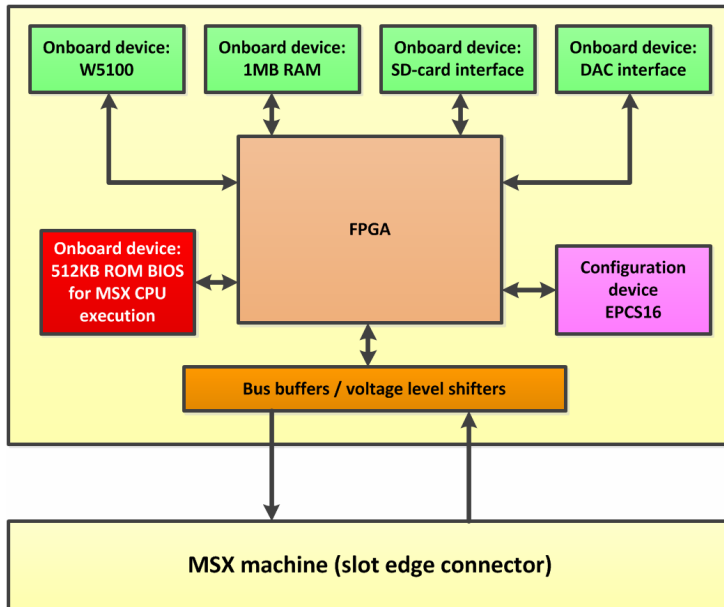 Onboard device:
W5100
Onboard device:
1MB RAM
Onboard device:
SD-card interface
Onboard device:
DAC interface
FPGA
Onboard device:
512KB ROM BIOS
for MSX CPU
execution
Configuration
device
EPCS16
Bus buffers / voltage level shifters
MSX machine (slot edge connector)